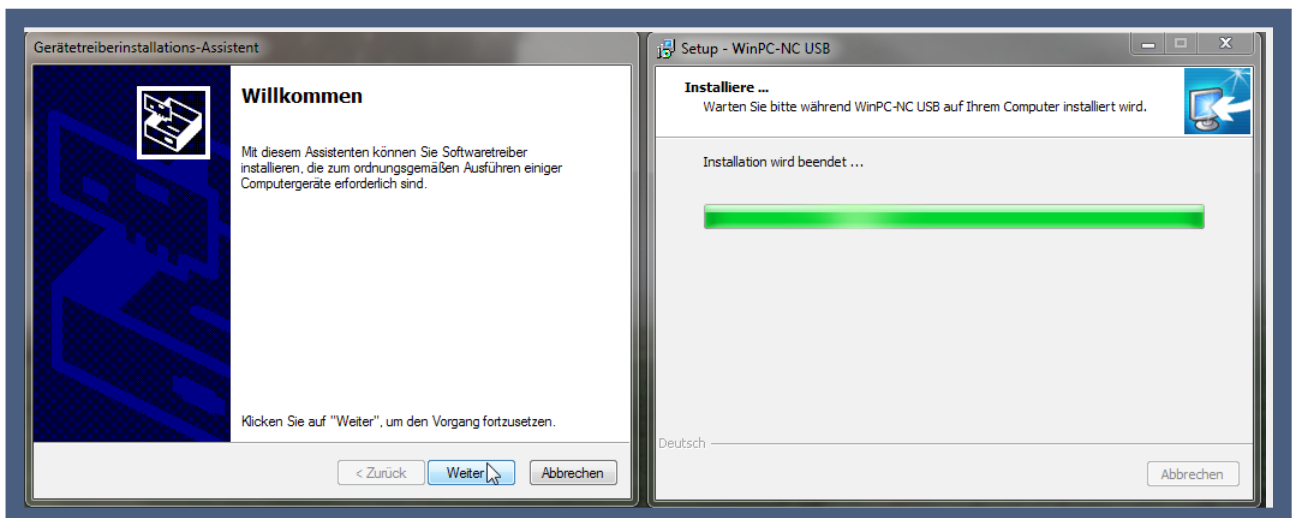 Gerätetreiberinstallations-Assistent
Willkommen
Mit diesem Assistenten können Sie Softwaretreiber
installieren, die zum ordnungsgemäßen Ausführen einiger
Computergeräte erforderlich sind.
Klicken Sie auf "Weiter", um den Vorgang fortzusetzen.
< Zurück
Weiter
Abbrechen
Setup - WinPC-NC USB
Installiere ...
Warten Sie bitte während WinPC-NC USB auf Ihrem Computer installiert wird.
Installation wird beendet ...
Deutsch
Abbrechen